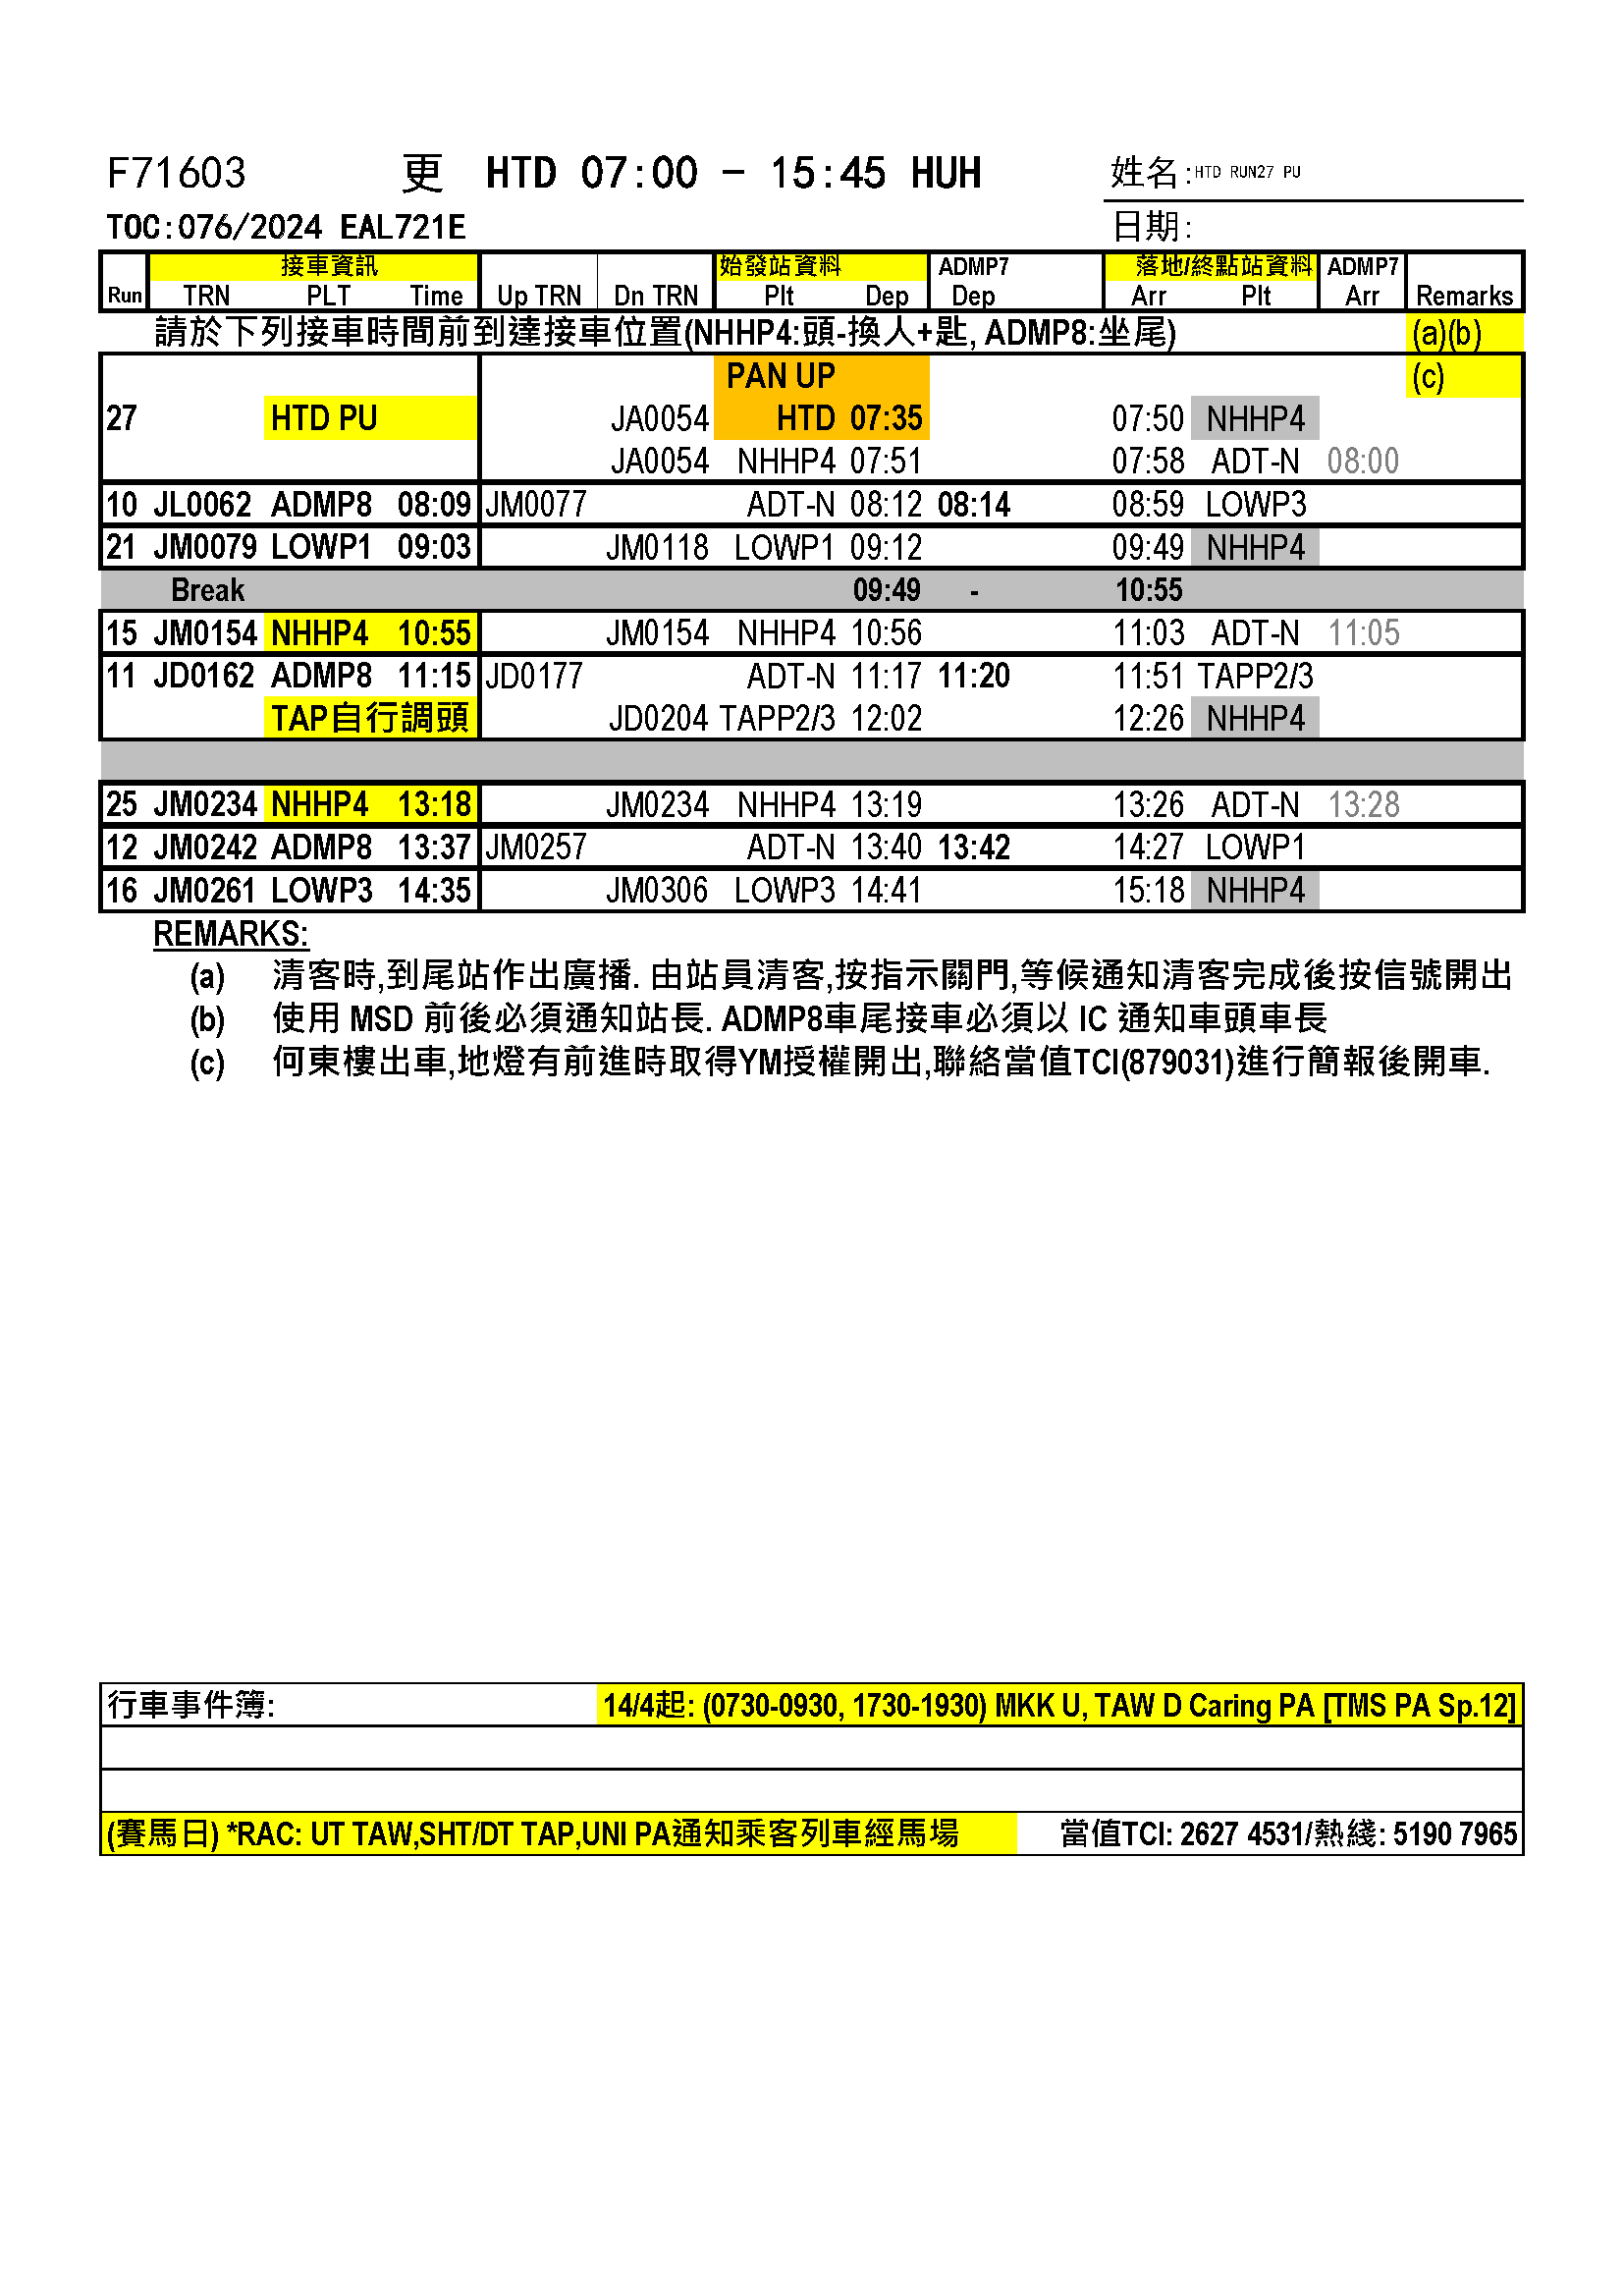 F71603 更 HTD 07:00 - 15:45 HUH 姓名:HTD RUN27 PU
TOC:076/2024 EAL721E 日期:
接車資訊 始發站資料 ADMP7 落地/終點站資料 ADMP7
Run TRN PLT Time Up TRN Dn TRN Plt Dep Dep Arr Plt Arr Remarks
請於下列接車時間前到達接車位置(NHHP4:頭-換人+匙, ADMP8:坐尾) (a)(b)
PAN UP (c)
27 HTD PU JA0054 HTD 07:35 07:50 NHHP4
JA0054 NHHP4 07:51 07:58 ADT-N 08:00
10 JL0062 ADMP8 08:09 JM0077 ADT-N 08:12 08:14 08:59 LOWP3
21 JM0079 LOWP1 09:03 JM0118 LOWP1 09:12 09:49 NHHP4
Break 09:49 - 10:55
15 JM0154 NHHP4 10:55 JM0154 NHHP4 10:56 11:03 ADT-N 11:05
11 JD0162 ADMP8 11:15 JD0177 ADT-N 11:17 11:20 11:51 TAPP2/3
TAP自行調頭 JD0204 TAPP2/3 12:02 12:26 NHHP4
25 JM0234 NHHP4 13:18 JM0234 NHHP4 13:19 13:26 ADT-N 13:28
12 JM0242 ADMP8 13:37 JM0257 ADT-N 13:40 13:42 14:27 LOWP1
16 JM0261 LOWP3 14:35 JM0306 LOWP3 14:41 15:18 NHHP4
REMARKS:
(a) 清客時,到尾站作出廣播. 由站員清客,按指示關門,等候通知清客完成後按信號開出
(b) 使用 MSD 前後必須通知站長. ADMP8車尾接車必須以 IC 通知車頭車長
(c) 何東樓出車,地燈有前進時取得YM授權開出,聯絡當值TCI(879031)進行簡報後開車.
行車事件簿: 14/4起: (0730-0930, 1730-1930) MKK U, TAW D Caring PA [TMS PA Sp.12]
(賽馬日) *RAC: UT TAW,SHT/DT TAP,UNI PA通知乘客列車經馬場 當值TCI: 2627 4531/熱綫: 5190 7965